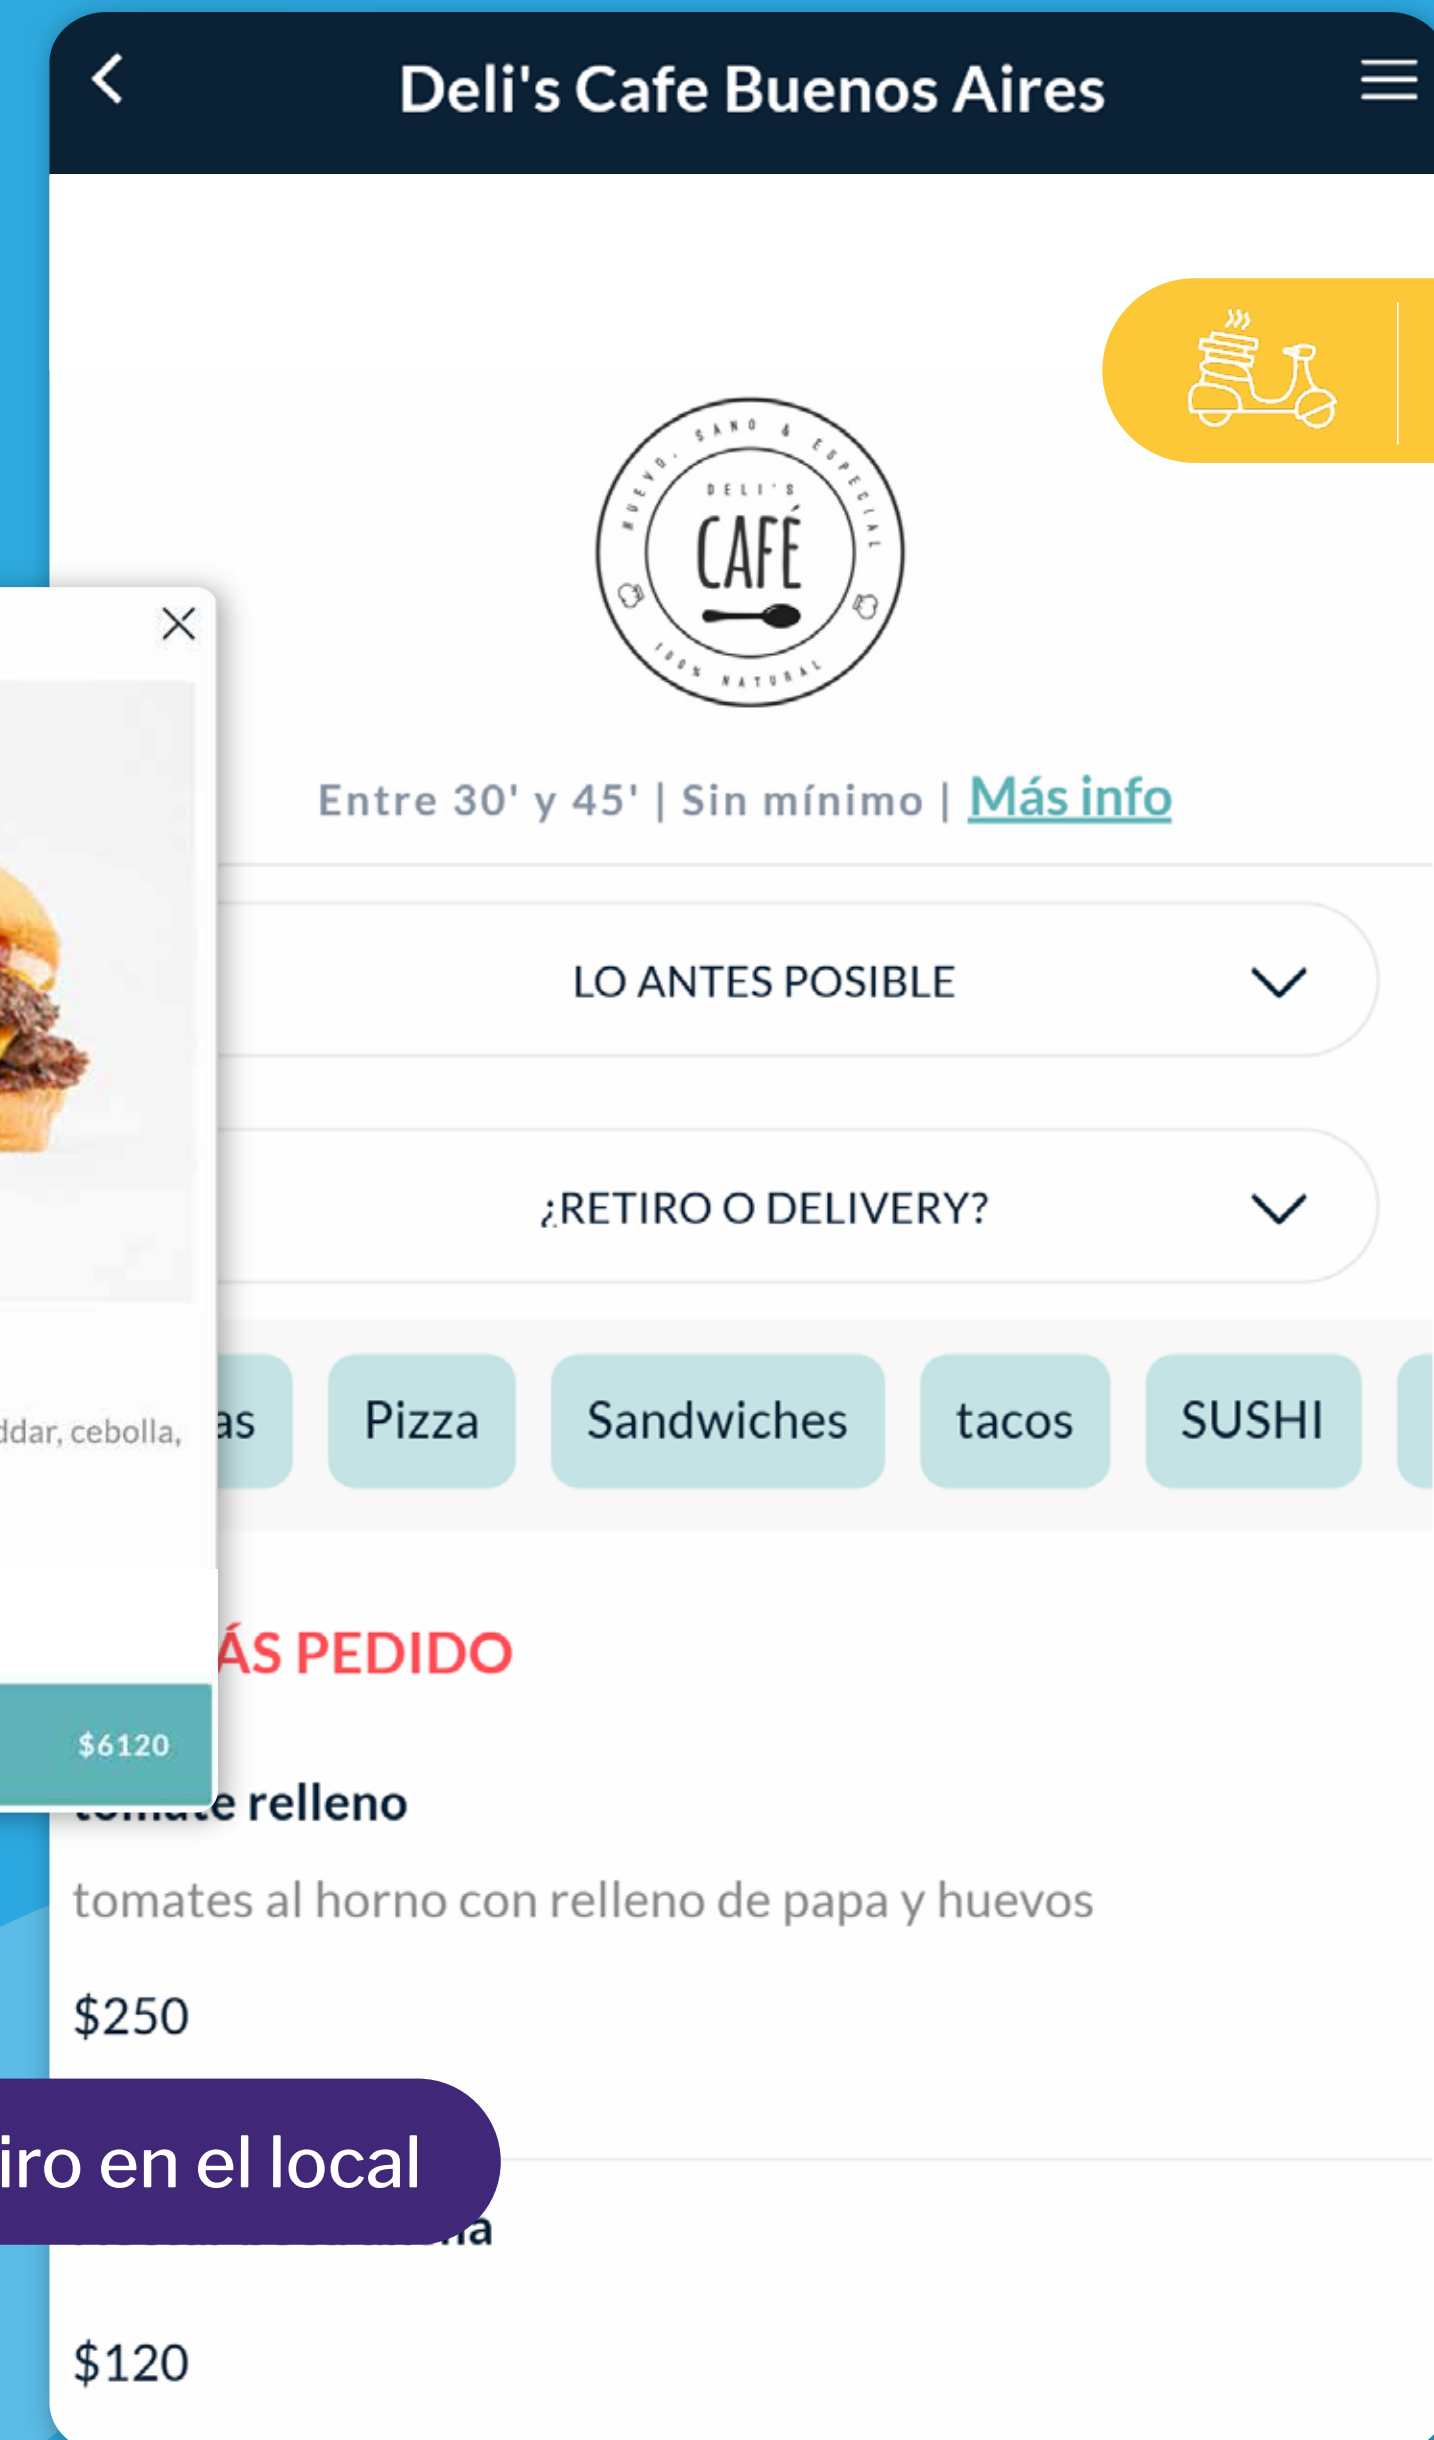 Deli's Cafe Buenos Aires
NUEVO, SANO & ESPECIAL
DELI'S
CAFÉ
100% NATURAL
Entre 30' y 45' | Sin mínimo | Más info
LO ANTES POSIBLE
¿RETIRO O DELIVERY?
as Pizza Sandwiches tacos SUSHI
ddar, cebolla,
ÁS PEDIDO
$6120
tomate relleno
tomates al horno con relleno de papa y huevos
$250
iro en el local
$120